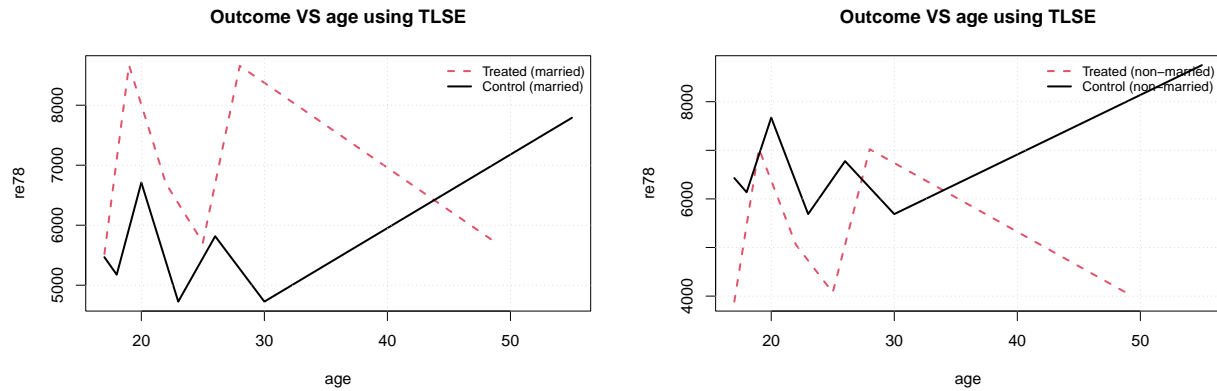 Outcome VS age using TLSE
Treated (married)
Control (married)
8000
7000
6000
5000
re78
20 30 40 50
age
Outcome VS age using TLSE
Treated (non−married)
Control (non−married)
8000
6000
4000
re78
20 30 40 50
age